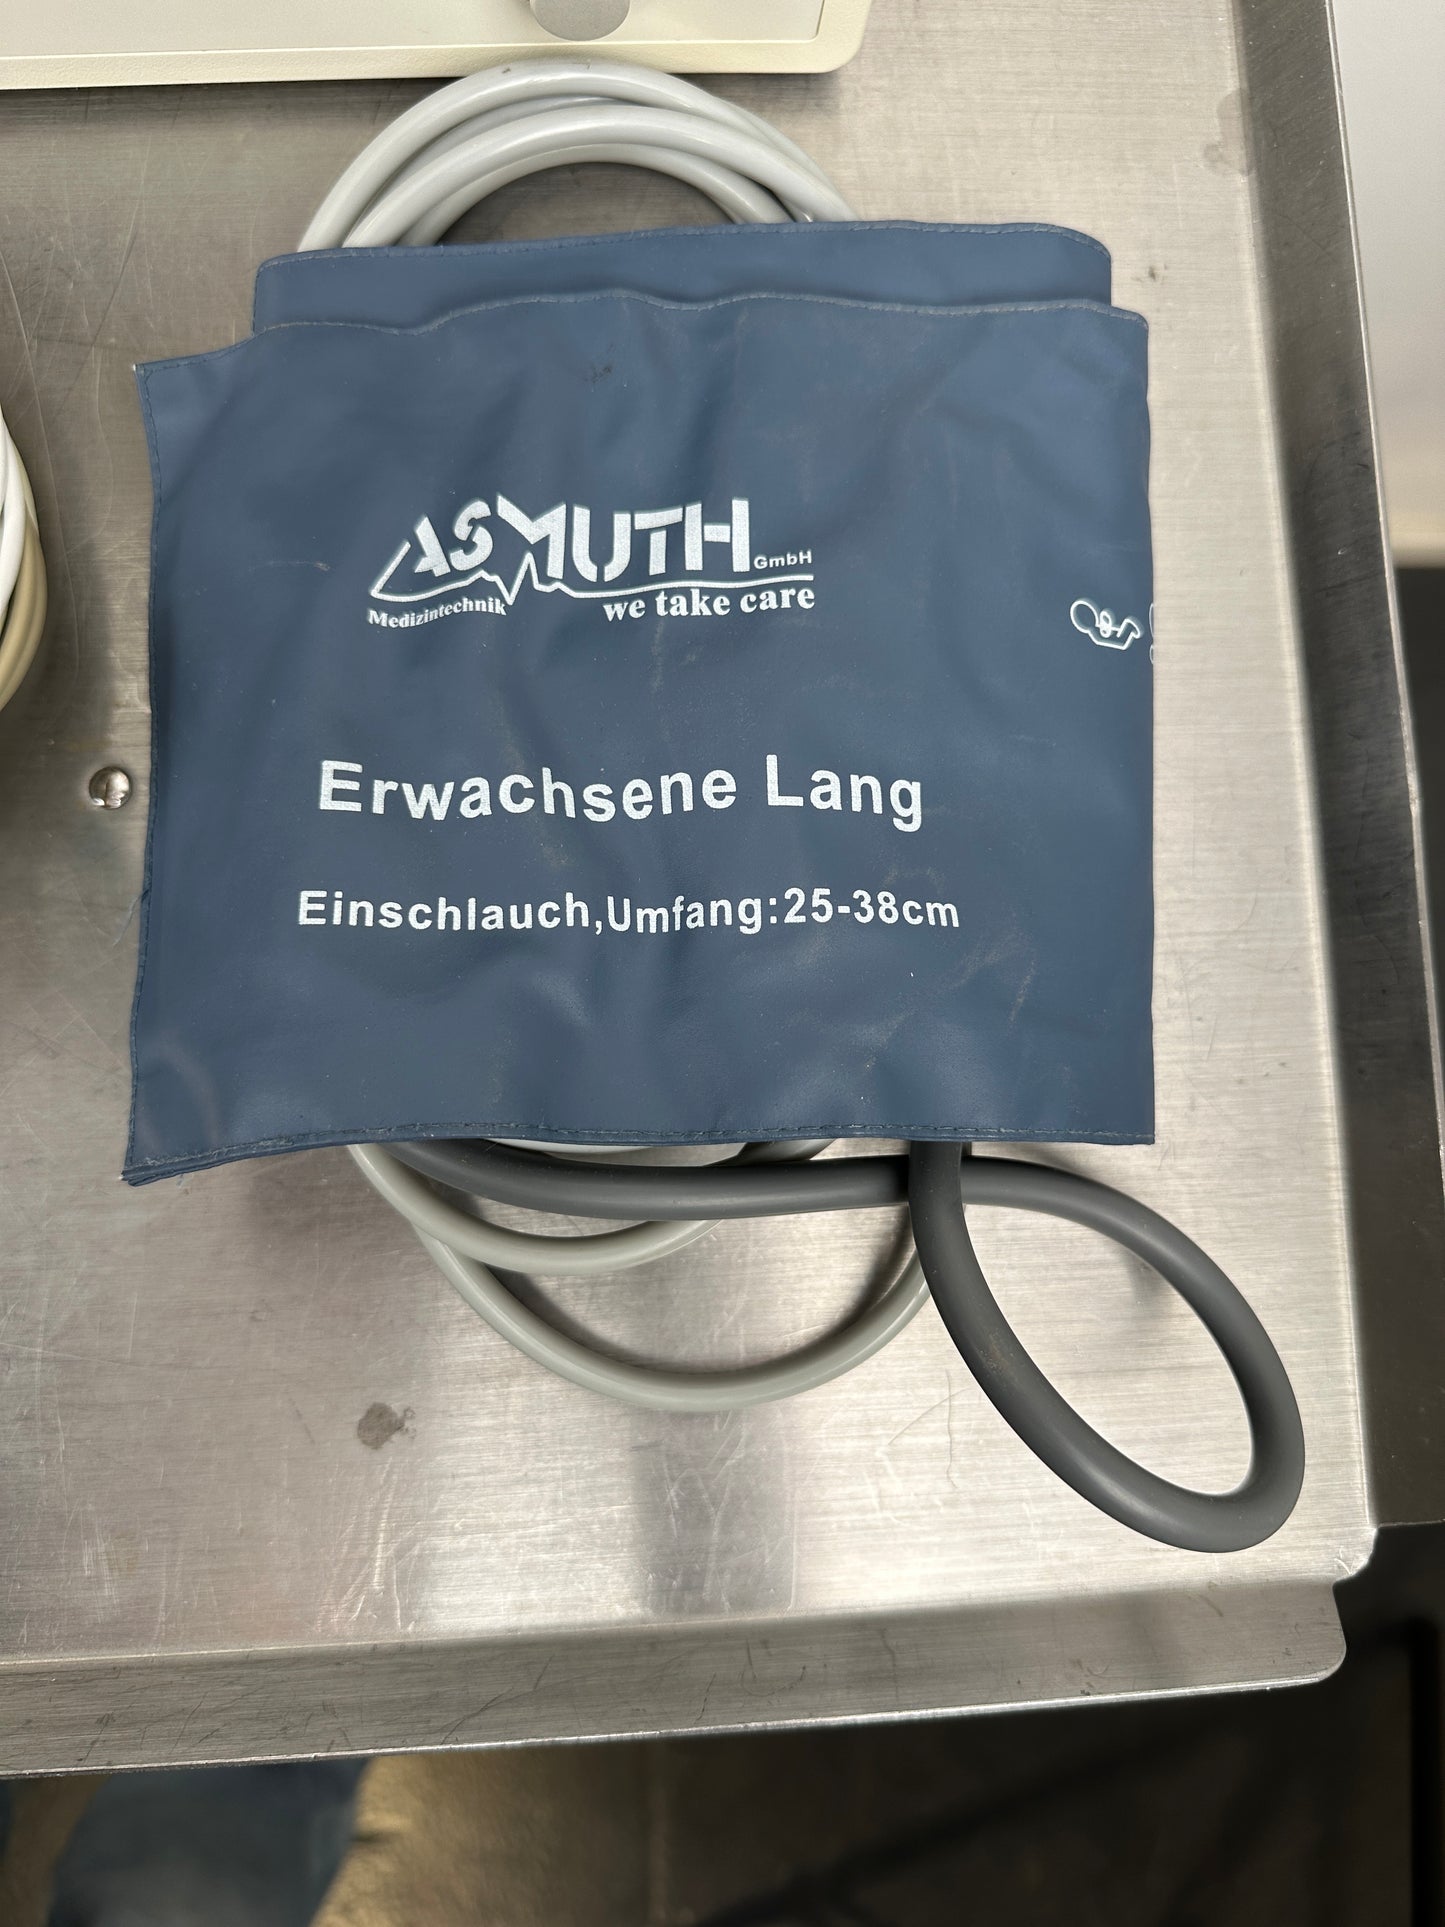 ASMUTH GmbH
Medizintechnik we take care
Erwachsene Lang
Einschlauch,Umfang:25-38cm